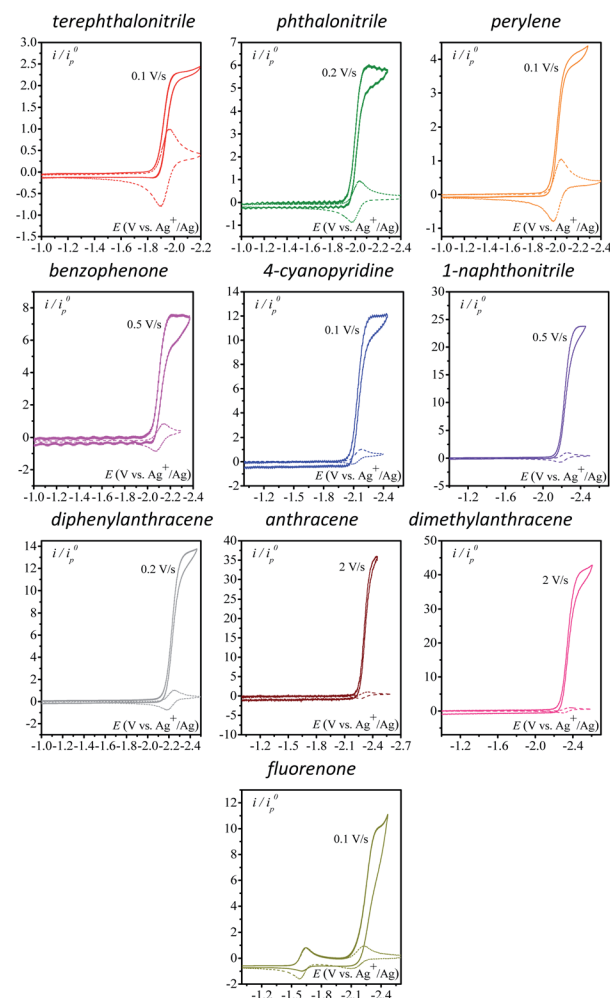 terephthalonitrile phthalonitrile perylene
3.0
2.5
2.0
1.5
1.0
0.5
0.0
-0.5
-1.0
-1.5
i / i_p^0
0.1 V/s
E (V vs. Ag+/Ag)
-1.0 -1.2 -1.4 -1.6 -1.8 -2.0 -2.2
7
6
5
4
3
2
1
0
-1
i / i_p^0
0.2 V/s
E (V vs. Ag+/Ag)
-1.0 -1.2 -1.4 -1.6 -1.8 -2.0 -2.2 -2.4
4
2
0
-1
i / i_p^0
0.1 V/s
E (V vs. Ag+/Ag)
-1.0 -1.2 -1.4 -1.6 -1.8 -2.0 -2.2 -2.4
benzophenone 4-cyanopyridine 1-naphthonitrile
8
6
4
2
0
-2
i / i_p^0
0.5 V/s
E (V vs. Ag+/Ag)
-1.0 -1.2 -1.4 -1.6 -1.8 -2.0 -2.2 -2.4
14
12
10
8
6
4
2
0
-2
i / i_p^0
0.1 V/s
E (V vs. Ag+/Ag)
-1.2 -1.5 -1.8 -2.1 -2.4
30
25
20
15
10
5
0
-5
i / i_p^0
0.5 V/s
E (V vs. Ag+/Ag)
-1.0 -1.5 -2.0 -2.5
diphenylanthracene anthracene dimethylanthracene
14
12
10
8
6
4
2
0
-2
i / i_p^0
0.2 V/s
E (V vs. Ag+/Ag)
-1.0 -1.2 -1.4 -1.6 -1.8 -2.0 -2.2 -2.4
40
35
30
25
20
15
10
5
0
-5
-10
i / i_p^0
2 V/s
E (V vs. Ag+/Ag)
-1.2 -1.5 -1.8 -2.1 -2.4 -2.7
50
40
30
20
10
0
i / i_p^0
2 V/s
E (V vs. Ag+/Ag)
-1.2 -1.6 -2.0 -2.4
fluorenone
12
10
8
6
4
2
0
-2
i / i_p^0
0.1 V/s
E (V vs. Ag+/Ag)
-1.2 -1.5 -1.8 -2.1 -2.4